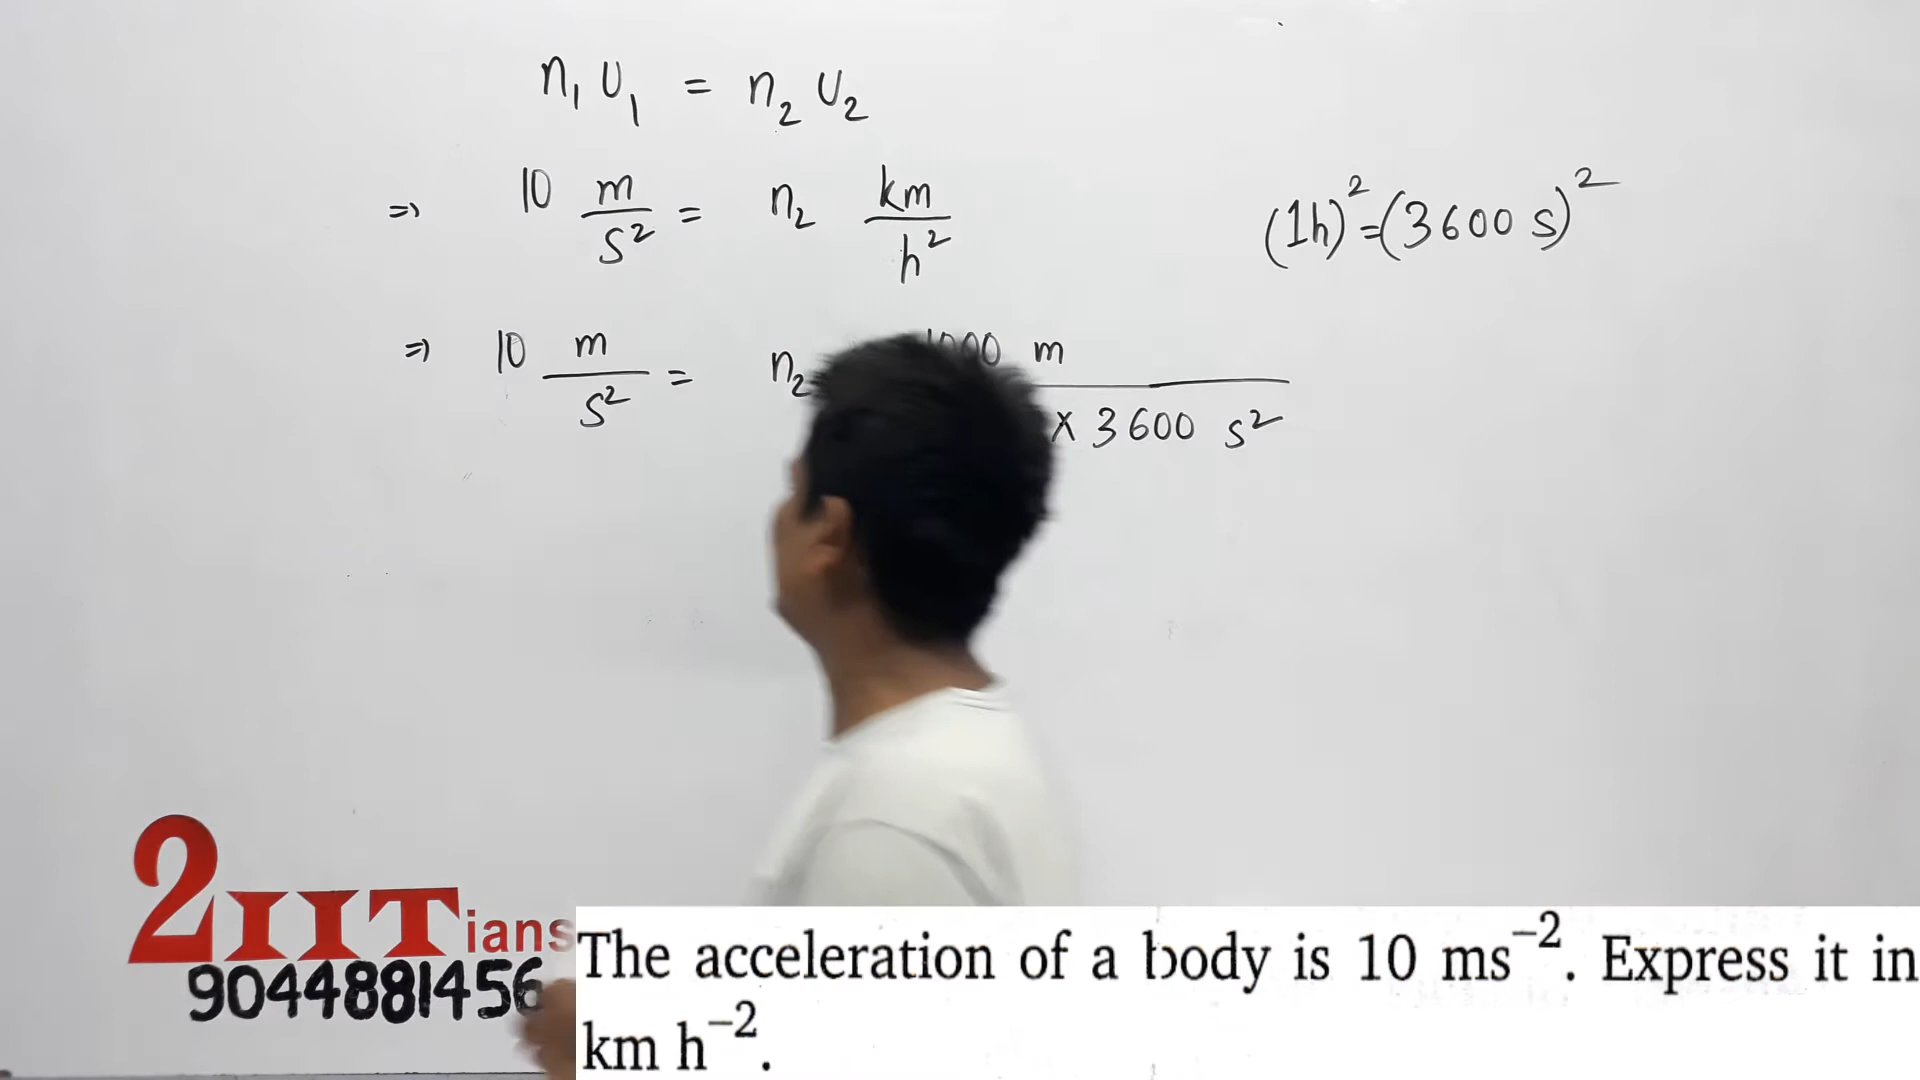 n₁ U₁ = n₂ U₂
⇒ 10 m/s² = n₂ km/h²
(1h)² = (3600 s)²
⇒ 10 m/s² = n₂ 1000 m / × 3600 s²
2IITians
9044881456
The acceleration of a body is 10 ms⁻². Express it in
km h⁻².